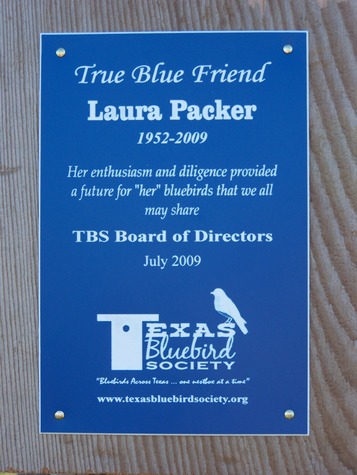 True Blue Friend
Laura Packer
1952-2009
Her enthusiasm and diligence provided
a future for "her" bluebirds that we all
may share
TBS Board of Directors
July 2009
TEXAS
Bluebird
SOCIETY
"Bluebirds Across Texas ... one nestbox at a time"
www.texasbluebirdsociety.org